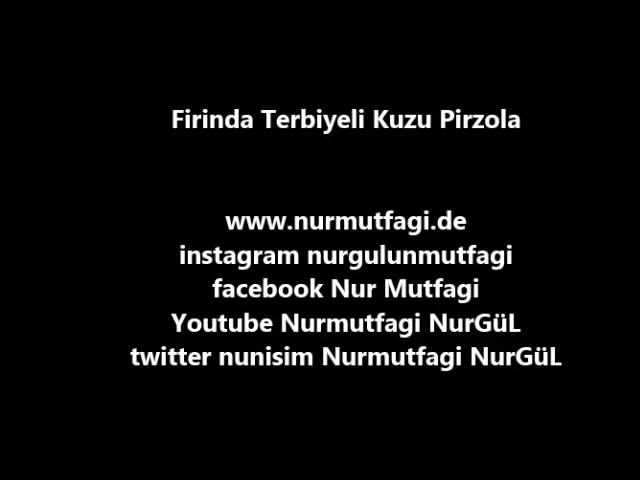 Firinda Terbiyeli Kuzu Pirzola
www.nurmutfagi.de
instagram nurgulunmutfagi
facebook Nur Mutfagi
Youtube Nurmutfagi NurGüL
twitter nunisim Nurmutfagi NurGüL